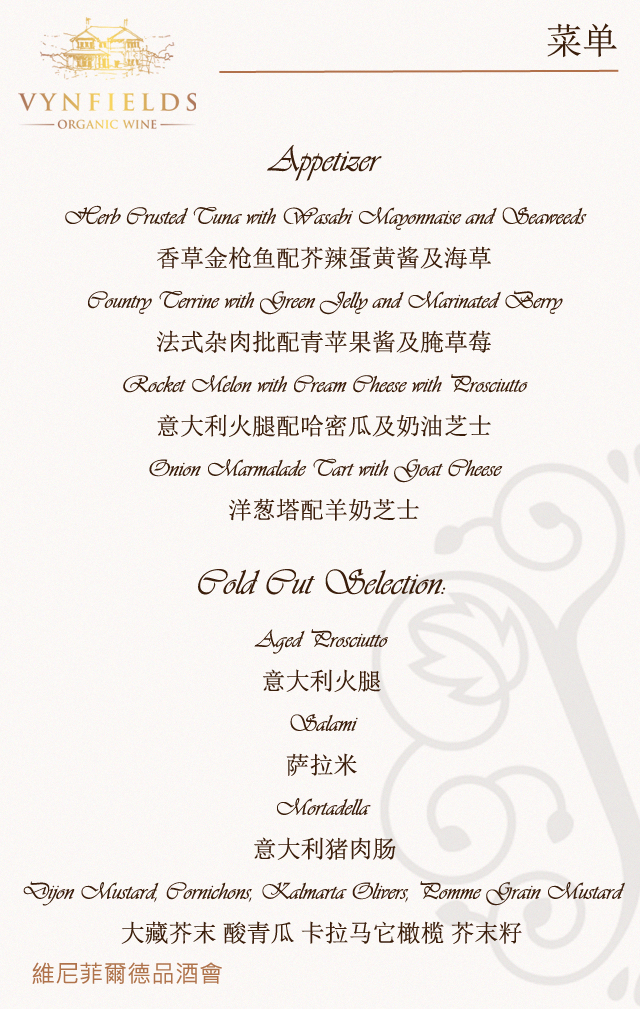 菜单
VYNFIELDS
ORGANIC WINE
Appetizer
Herb Crusted Tuna with Wasabi Mayonnaise and Seaweeds
香草金枪鱼配芥辣蛋黄酱及海草
Country Terrine with Green Jelly and Marinated Berry
法式杂肉批配青苹果酱及腌草莓
Rocket Melon with Cream Cheese with Prosciutto
意大利火腿配哈密瓜及奶油芝士
Onion Marmalade Tart with Goat Cheese
洋葱塔配羊奶芝士
Cold Cut Selection:
Aged Prosciutto
意大利火腿
Salami
萨拉米
Mortadella
意大利猪肉肠
Dijon Mustard, Cornichons, Kalmarta Olivers, Pomme Grain Mustard
大藏芥末 酸青瓜 卡拉马它橄榄 芥末籽
維尼菲爾德品酒會